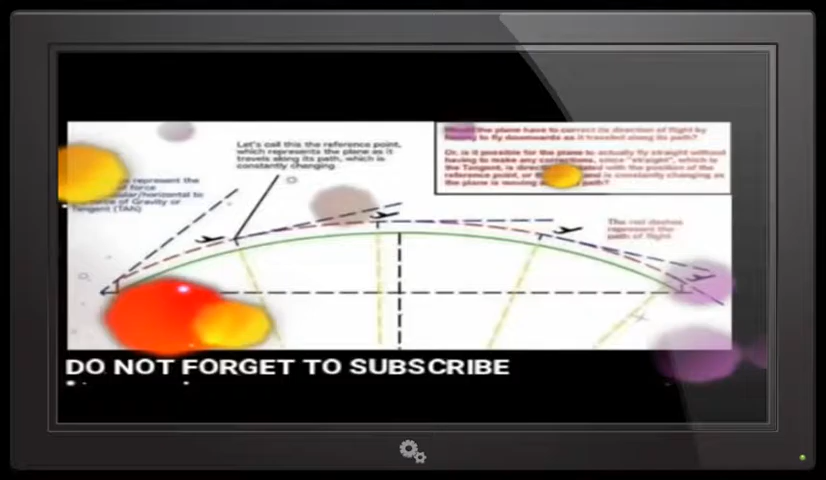 Let's call this the reference point,
which represents the plane as it
travels along its path, which is
constantly changing
the plane have to correct its direction of flight by
having to fly downwards as it traveled along its path?
Or, is it possible for the plane to actually fly straight without
having to make any corrections, since "straight", which is
the Tangent, is with the position of the
reference point, or and is constantly changing as
the plane is moving path?
represent the
of force
/horizontal to
of Gravity or
Tangent (TAN)
The red dashes
represent the
path of flight.
DO NOT FORGET TO SUBSCRIBE